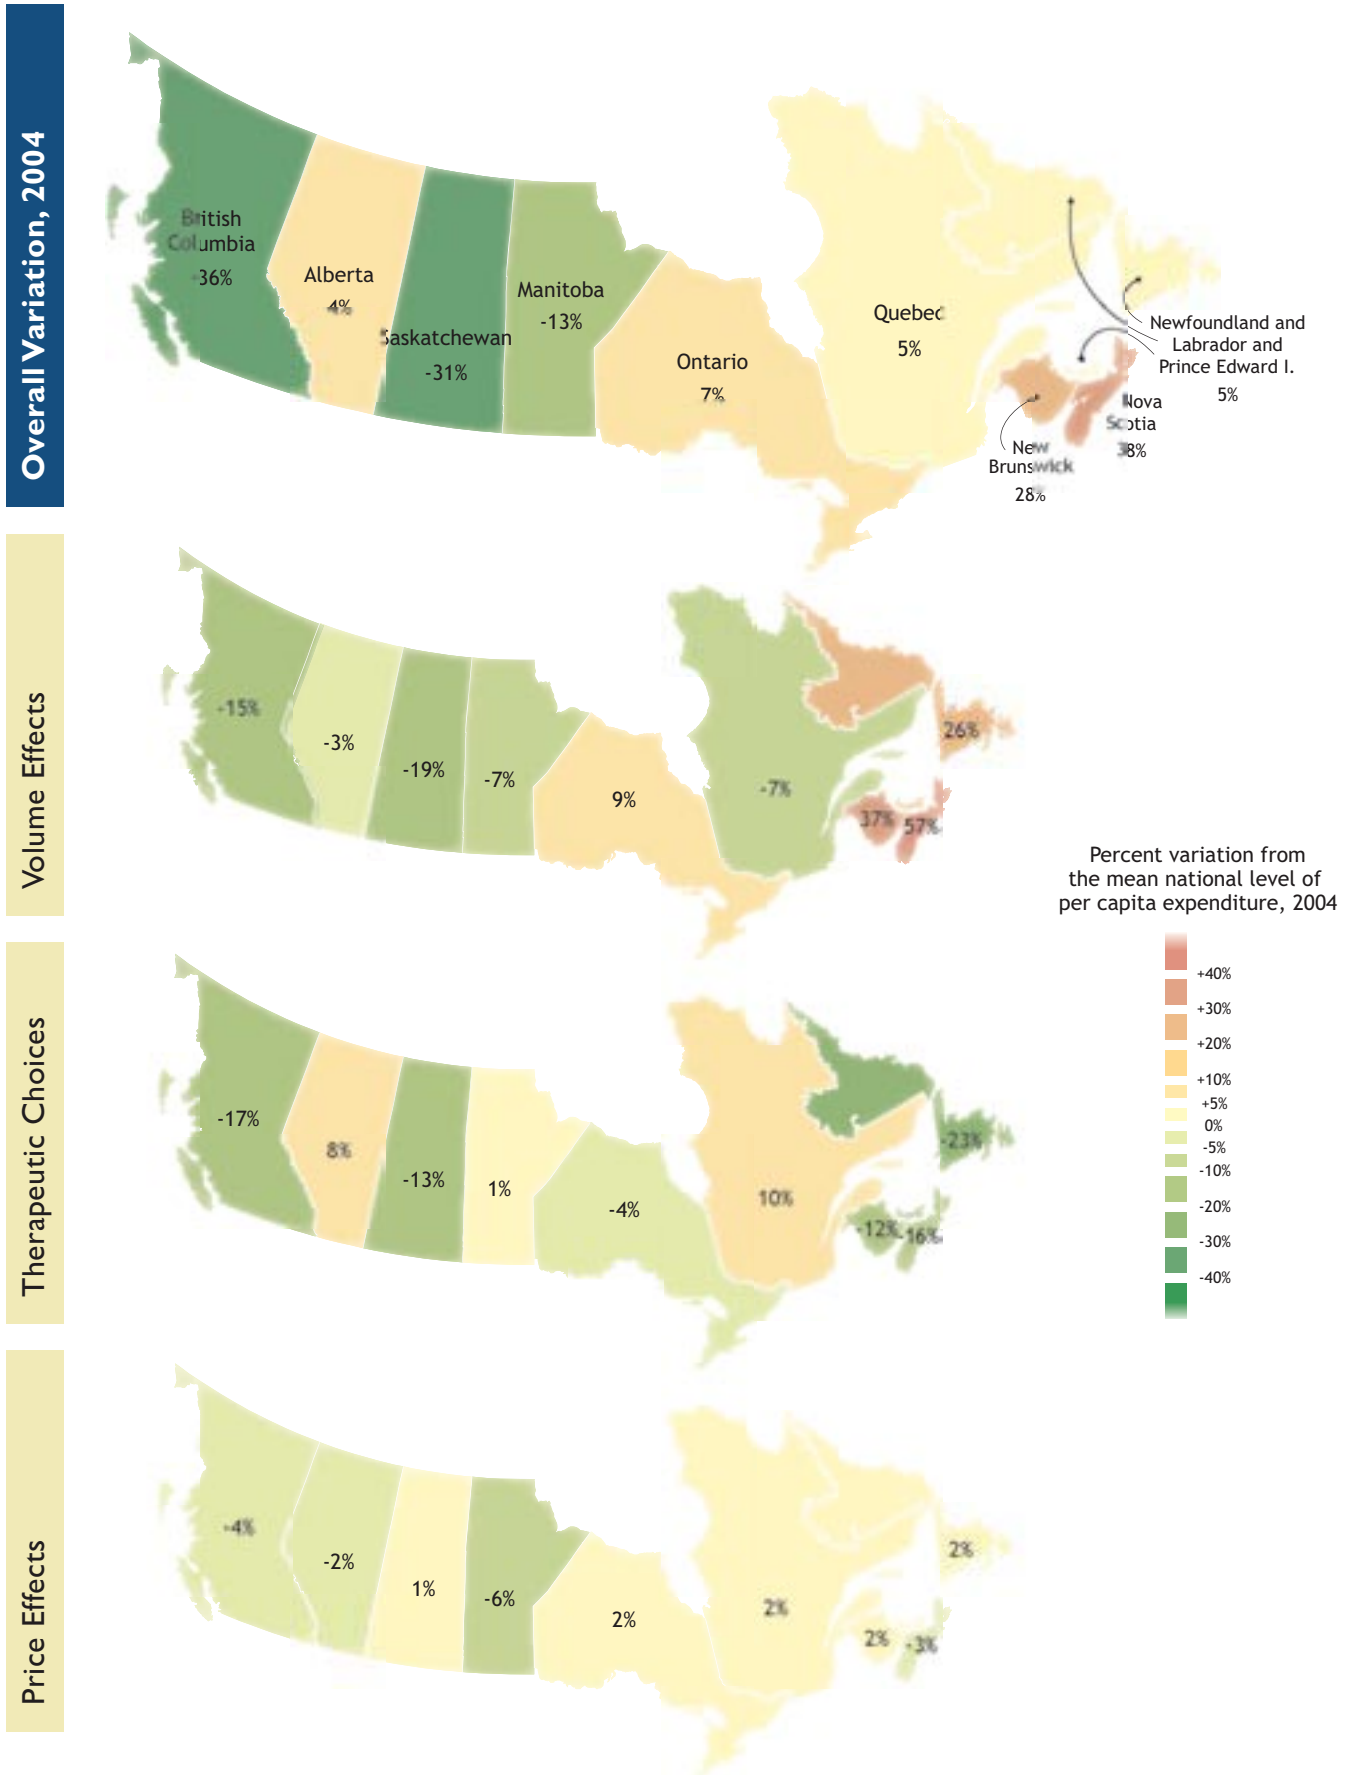 Overall Variation, 2004
British
Columbia
-36%
Alberta
4%
Saskatchewan
-31%
Manitoba
-13%
Ontario
7%
Quebec
5%
Newfoundland and
Labrador and
Prince Edward I.
5%
Nova
Scotia
38%
New
Brunswick
28%
Volume Effects
-15%
-3%
-19%
-7%
9%
-7%
26%
37%
57%
Percent variation from
the mean national level of
per capita expenditure, 2004
+40%
+30%
+20%
+10%
+5%
0%
-5%
-10%
-20%
-30%
-40%
Therapeutic Choices
-17%
8%
-13%
1%
-4%
10%
-23%
-12%
-16%
Price Effects
-4%
-2%
1%
-6%
2%
2%
2%
2%
-3%